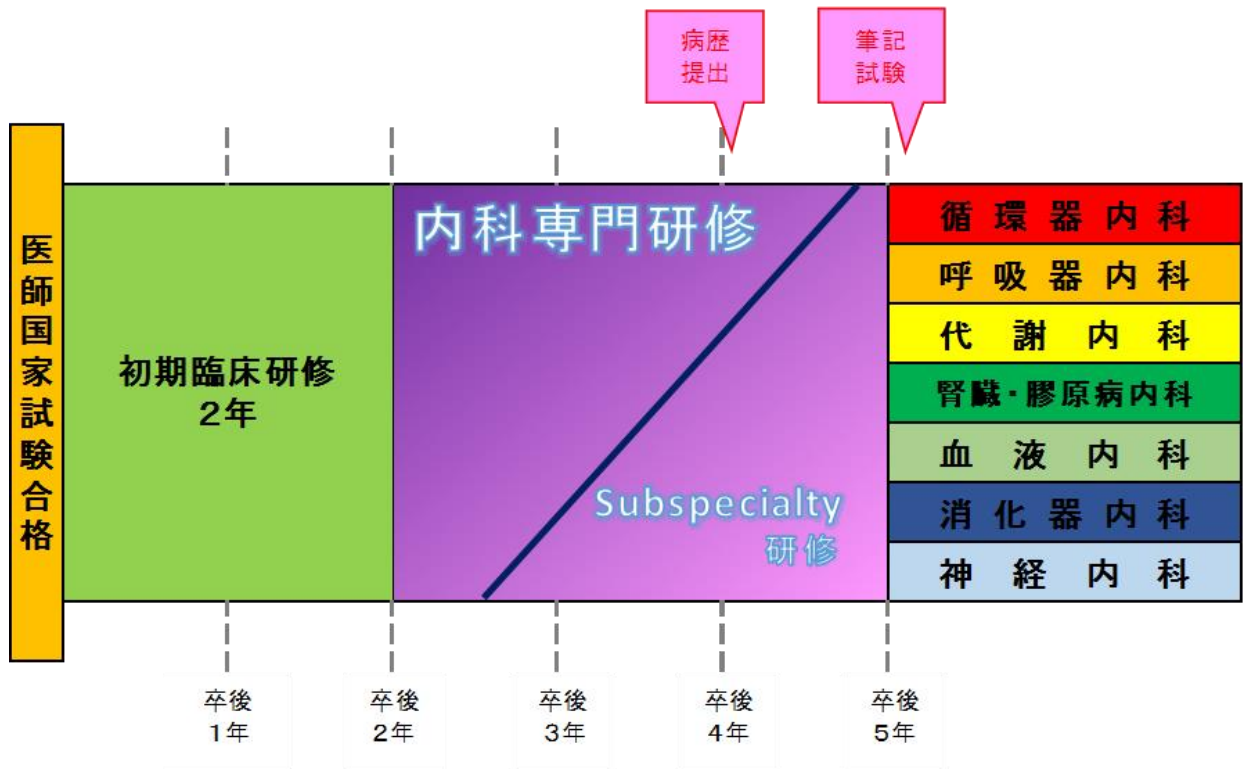 病歴
提出
筆記
試験
医師国家試験合格
初期臨床研修
２年
内科専門研修
Subspecialty
研修
循環器内科
呼吸器内科
代謝内科
腎臓・膠原病内科
血液内科
消化器内科
神経内科
卒後
１年
卒後
２年
卒後
３年
卒後
４年
卒後
５年